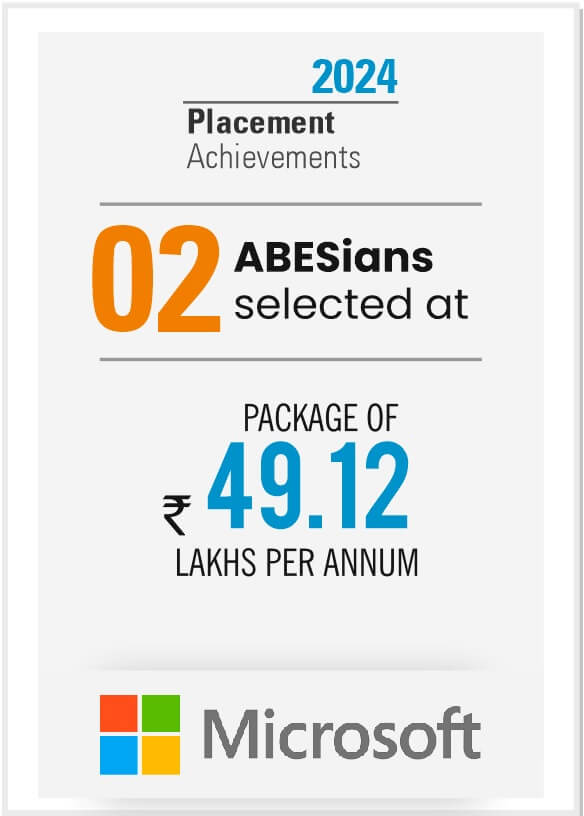 2024
Placement
Achievements
02 ABESians
selected at
PACKAGE OF
₹ 49.12
LAKHS PER ANNUM
Microsoft